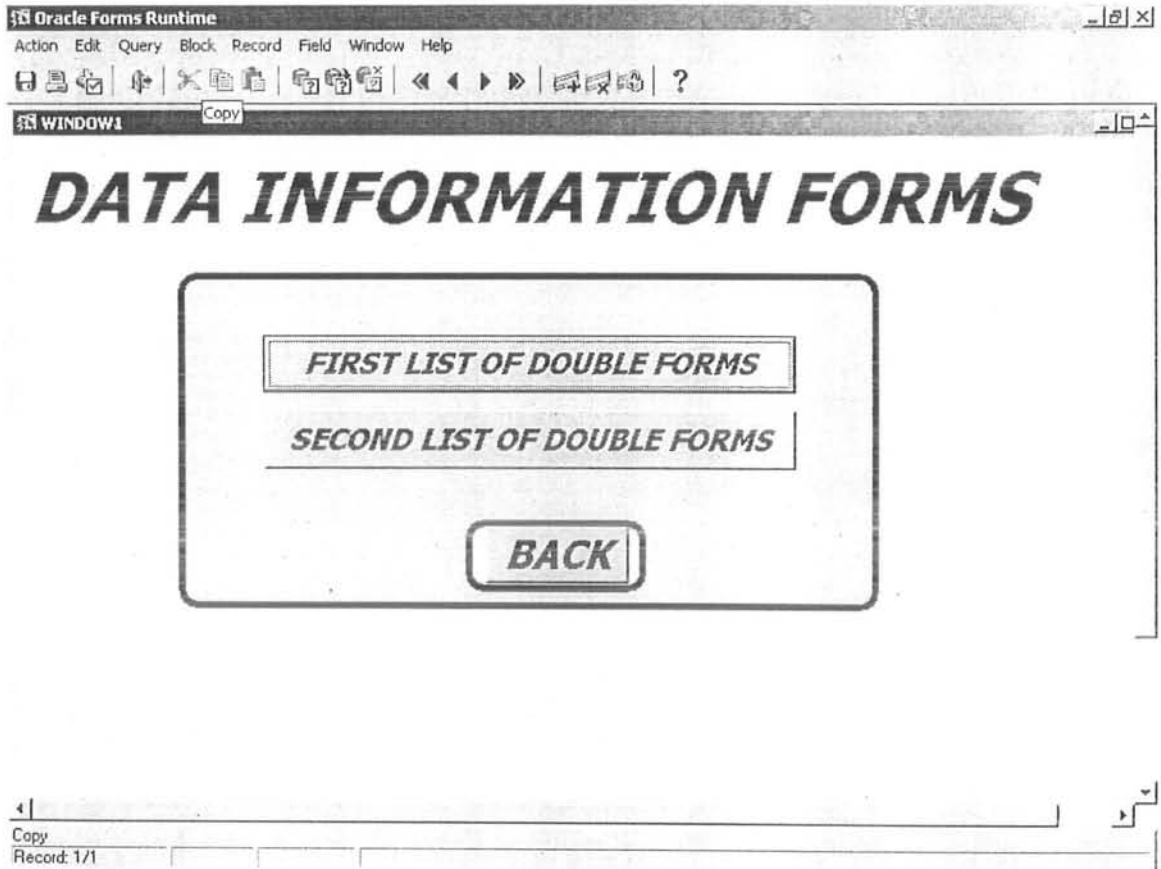 Oracle Forms Runtime
Action Edit Query Block Record Field Window Help
?
Copy
WINDOW1
DATA INFORMATION FORMS
FIRST LIST OF DOUBLE FORMS
SECOND LIST OF DOUBLE FORMS
BACK
Copy
Record: 1/1